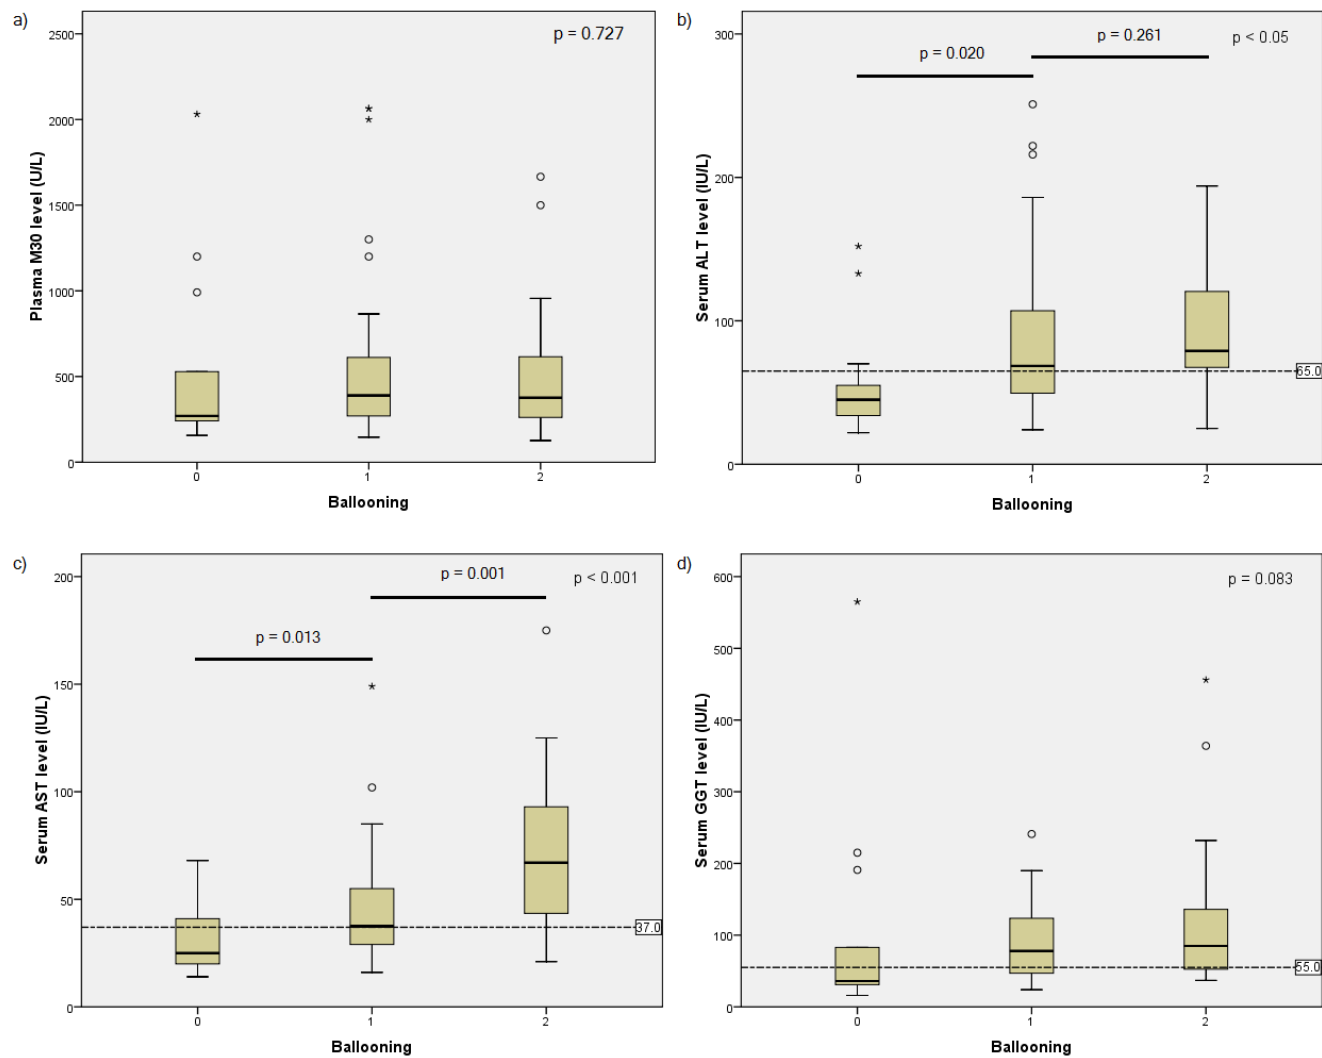 a)
p = 0.727
2500
2000
1500
1000
500
0
Plasma M30 level (U/L)
0 1 2
Ballooning
b)
p = 0.020
p = 0.261
p < 0.05
300
200
100
0
65.0
Serum ALT level (IU/L)
0 1 2
Ballooning
c)
p = 0.013
p = 0.001
p < 0.001
200
150
100
50
0
37.0
Serum AST level (IU/L)
0 1 2
Ballooning
d)
p = 0.083
600
500
400
300
200
100
0
55.0
Serum GGT level (IU/L)
0 1 2
Ballooning